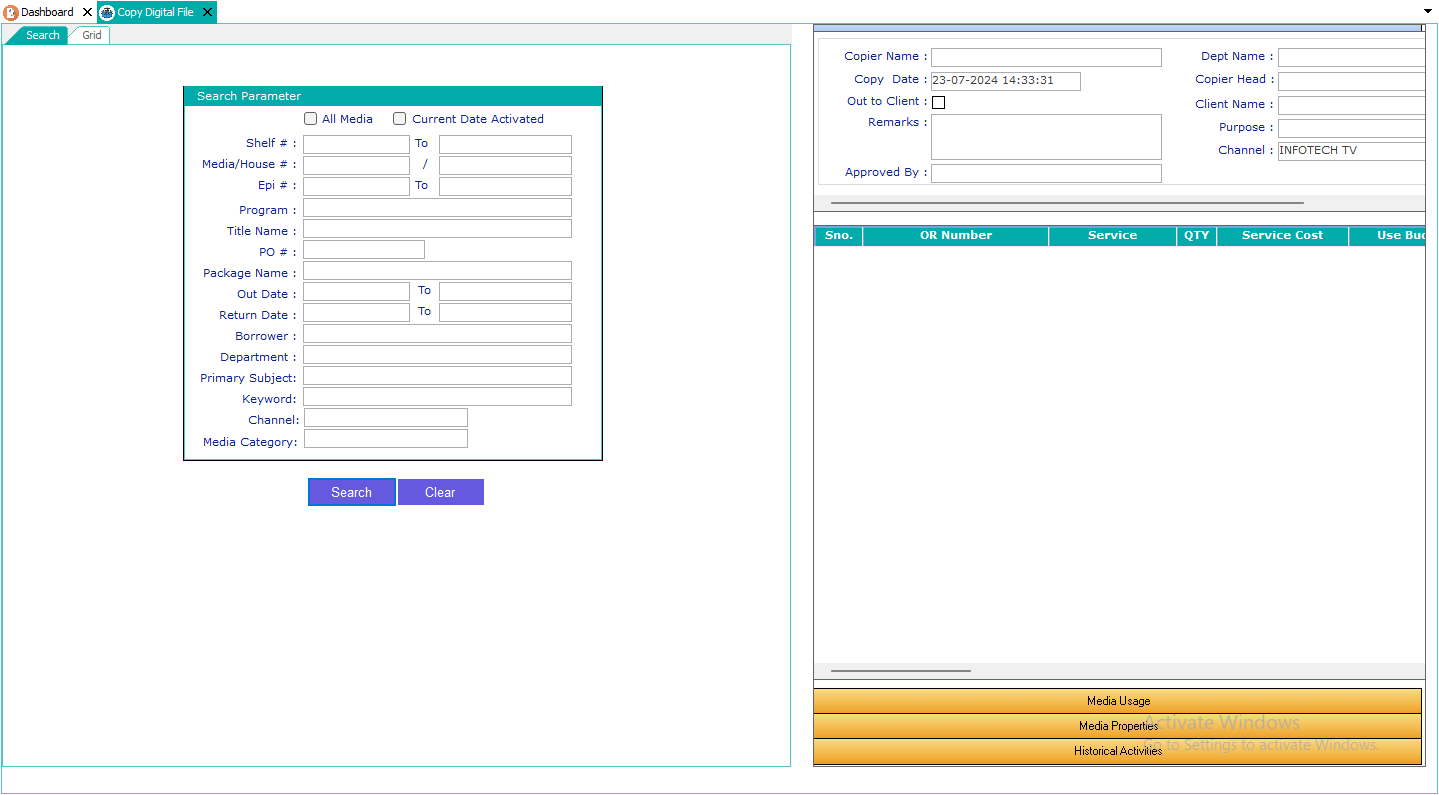 Dashboard Copy Digital File
Search Grid
Search Parameter
All Media Current Date Activated
Shelf # : To
Media/House # : /
Epi # : To
Program :
Title Name :
PO # :
Package Name :
Out Date : To
Return Date : To
Borrower :
Department :
Primary Subject:
Keyword:
Channel:
Media Category:
Search Clear
Copier Name : Dept Name :
Copy Date : 23-07-2024 14:33:31 Copier Head :
Out to Client : Client Name :
Remarks : Purpose :
Channel : INFOTECH TV
Approved By :
Sno. OR Number Service QTY Service Cost Use Buc
Media Usage
Media Properties
Historical Activities
Activate Windows
Go to Settings to activate Windows.